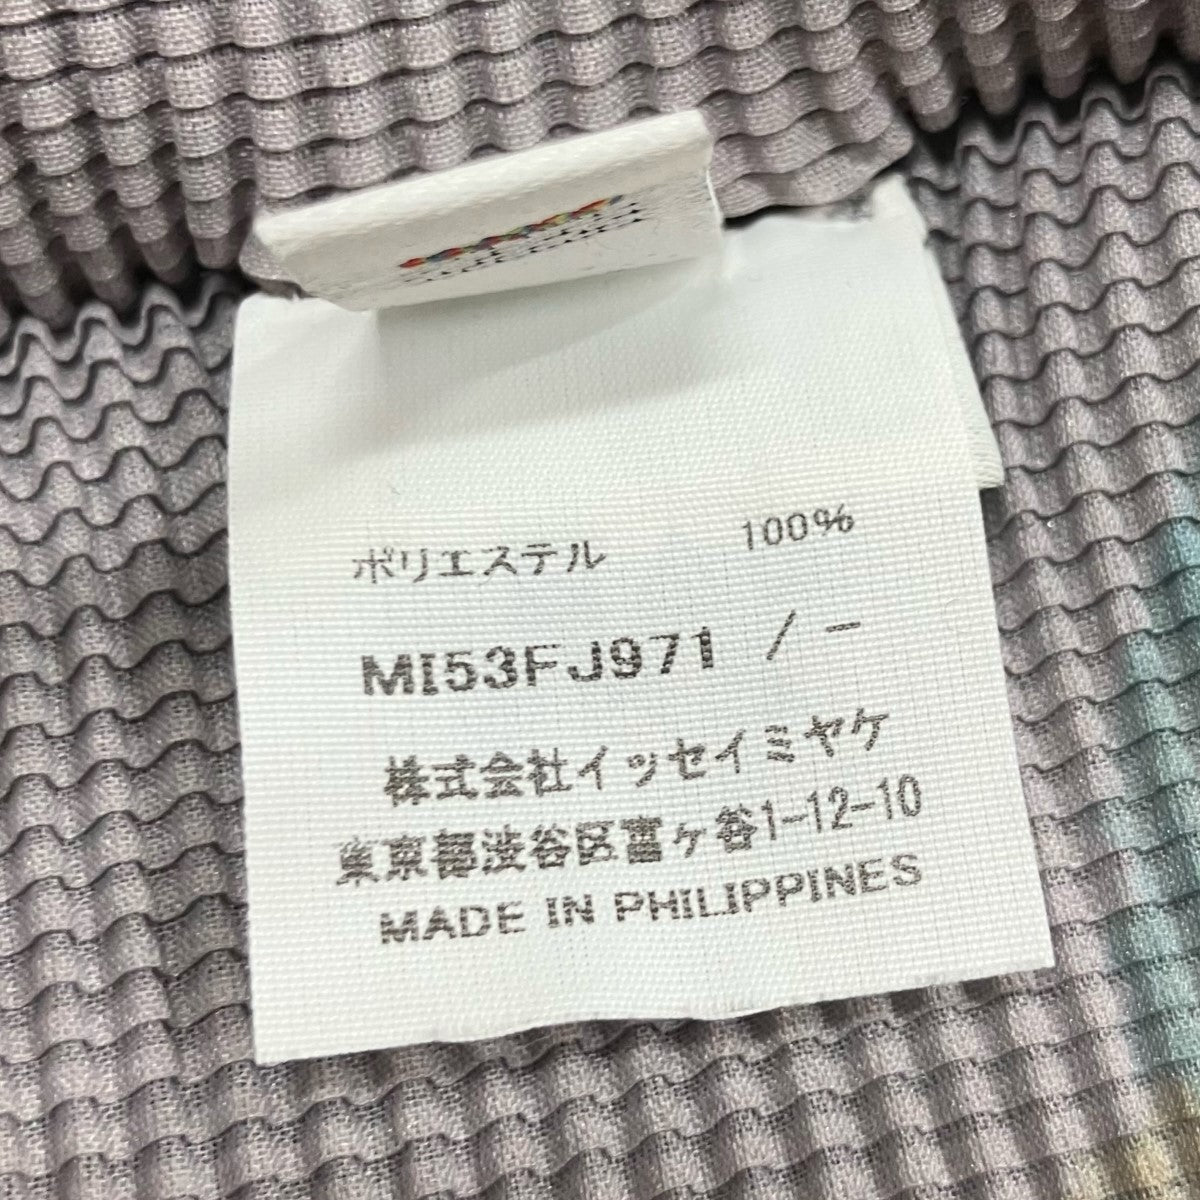 ポリエステル 100%
MI53FJ971 / -
株式会社イッセイミヤケ
東京都渋谷区富ヶ谷1-12-10
MADE IN PHILIPPINES